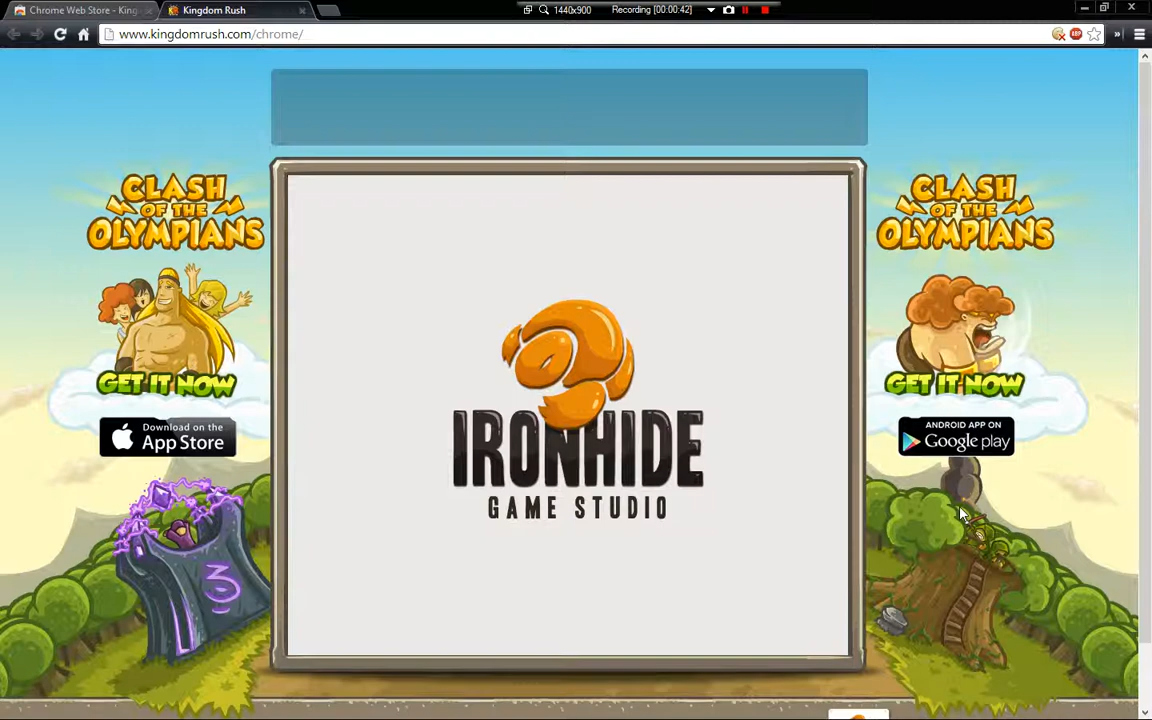 Chrome Web Store - King
Kingdom Rush
1440x900
Recording [00:00:42]
www.kingdomrush.com/chrome/
ABP
CLASH
OF THE
OLYMPIANS
GET IT NOW
Download on the
App Store
IRONHIDE
GAME STUDIO
CLASH
OF THE
OLYMPIANS
GET IT NOW
ANDROID APP ON
Google play